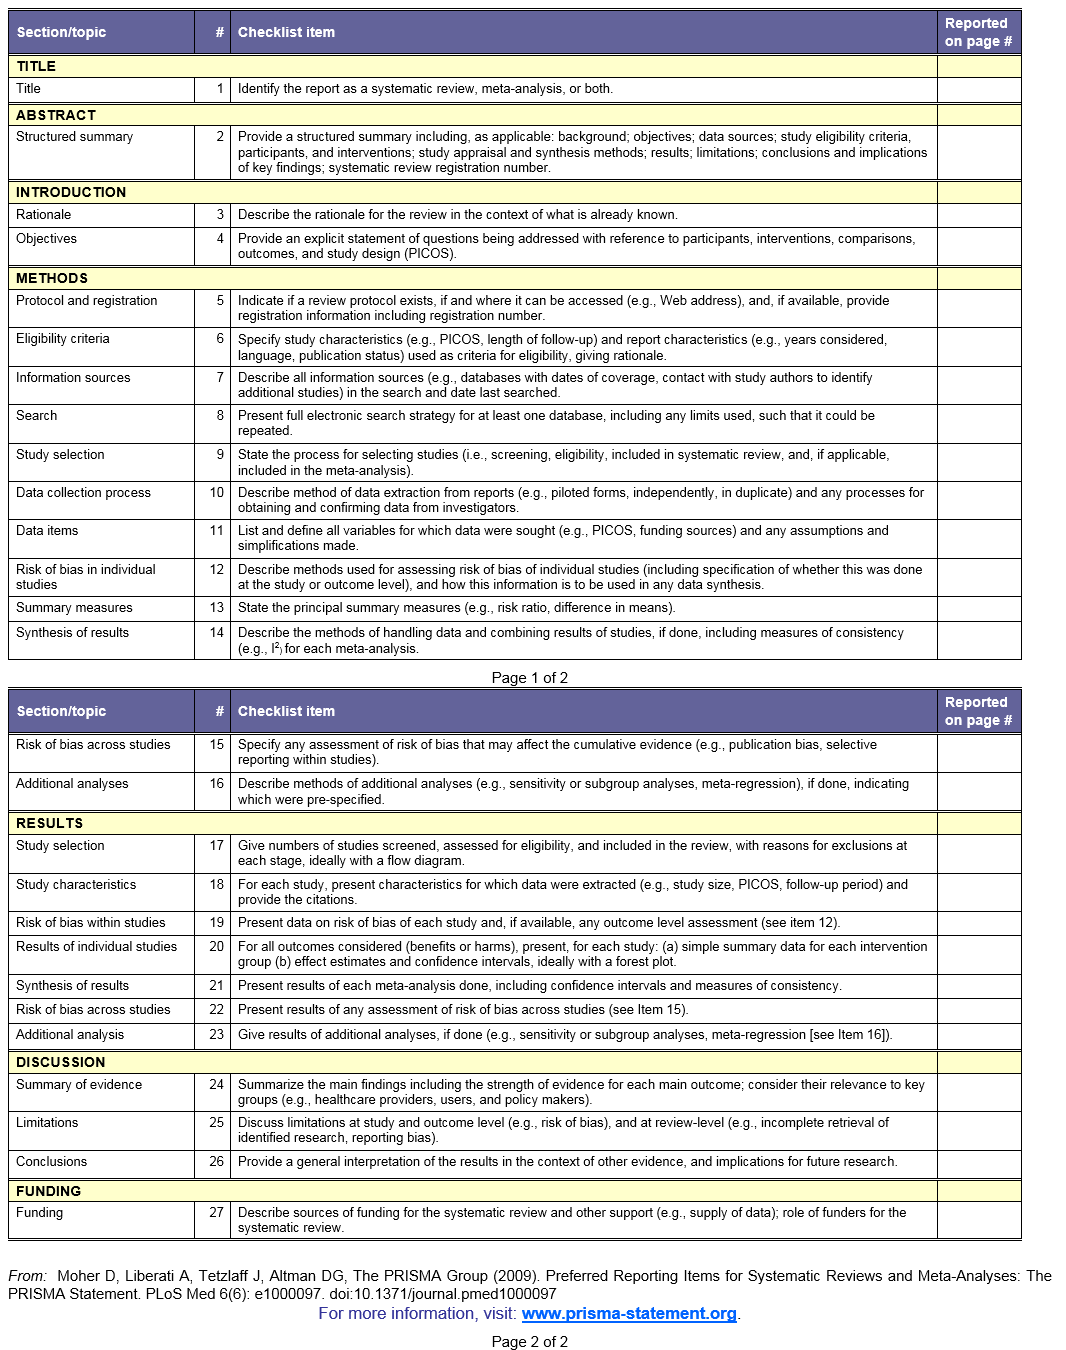 Section/topic # Checklist item Reported
on page #
TITLE
Title 1 Identify the report as a systematic review, meta-analysis, or both.
ABSTRACT
Structured summary 2 Provide a structured summary including, as applicable: background; objectives; data sources; study eligibility criteria,
participants, and interventions; study appraisal and synthesis methods; results; limitations; conclusions and implications
of key findings; systematic review registration number.
INTRODUCTION
Rationale 3 Describe the rationale for the review in the context of what is already known.
Objectives 4 Provide an explicit statement of questions being addressed with reference to participants, interventions, comparisons,
outcomes, and study design (PICOS).
METHODS
Protocol and registration 5 Indicate if a review protocol exists, if and where it can be accessed (e.g., Web address), and, if available, provide
registration information including registration number.
Eligibility criteria 6 Specify study characteristics (e.g., PICOS, length of follow-up) and report characteristics (e.g., years considered,
language, publication status) used as criteria for eligibility, giving rationale.
Information sources 7 Describe all information sources (e.g., databases with dates of coverage, contact with study authors to identify
additional studies) in the search and date last searched.
Search 8 Present full electronic search strategy for at least one database, including any limits used, such that it could be
repeated.
Study selection 9 State the process for selecting studies (i.e., screening, eligibility, included in systematic review, and, if applicable,
included in the meta-analysis).
Data collection process 10 Describe method of data extraction from reports (e.g., piloted forms, independently, in duplicate) and any processes for
obtaining and confirming data from investigators.
Data items 11 List and define all variables for which data were sought (e.g., PICOS, funding sources) and any assumptions and
simplifications made.
Risk of bias in individual 12 Describe methods used for assessing risk of bias of individual studies (including specification of whether this was done
studies at the study or outcome level), and how this information is to be used in any data synthesis.
Summary measures 13 State the principal summary measures (e.g., risk ratio, difference in means).
Synthesis of results 14 Describe the methods of handling data and combining results of studies, if done, including measures of consistency
(e.g., I²) for each meta-analysis.
Page 1 of 2
Section/topic # Checklist item Reported
on page #
Risk of bias across studies 15 Specify any assessment of risk of bias that may affect the cumulative evidence (e.g., publication bias, selective
reporting within studies).
Additional analyses 16 Describe methods of additional analyses (e.g., sensitivity or subgroup analyses, meta-regression), if done, indicating
which were pre-specified.
RESULTS
Study selection 17 Give numbers of studies screened, assessed for eligibility, and included in the review, with reasons for exclusions at
each stage, ideally with a flow diagram.
Study characteristics 18 For each study, present characteristics for which data were extracted (e.g., study size, PICOS, follow-up period) and
provide the citations.
Risk of bias within studies 19 Present data on risk of bias of each study and, if available, any outcome level assessment (see item 12).
Results of individual studies 20 For all outcomes considered (benefits or harms), present, for each study: (a) simple summary data for each intervention
group (b) effect estimates and confidence intervals, ideally with a forest plot.
Synthesis of results 21 Present results of each meta-analysis done, including confidence intervals and measures of consistency.
Risk of bias across studies 22 Present results of any assessment of risk of bias across studies (see Item 15).
Additional analysis 23 Give results of additional analyses, if done (e.g., sensitivity or subgroup analyses, meta-regression [see Item 16]).
DISCUSSION
Summary of evidence 24 Summarize the main findings including the strength of evidence for each main outcome; consider their relevance to key
groups (e.g., healthcare providers, users, and policy makers).
Limitations 25 Discuss limitations at study and outcome level (e.g., risk of bias), and at review-level (e.g., incomplete retrieval of
identified research, reporting bias).
Conclusions 26 Provide a general interpretation of the results in the context of other evidence, and implications for future research.
FUNDING
Funding 27 Describe sources of funding for the systematic review and other support (e.g., supply of data); role of funders for the
systematic review.
From: Moher D, Liberati A, Tetzlaff J, Altman DG, The PRISMA Group (2009). Preferred Reporting Items for Systematic Reviews and Meta-Analyses: The
PRISMA Statement. PLoS Med 6(6): e1000097. doi:10.1371/journal.pmed1000097
For more information, visit: www.prisma-statement.org.
Page 2 of 2